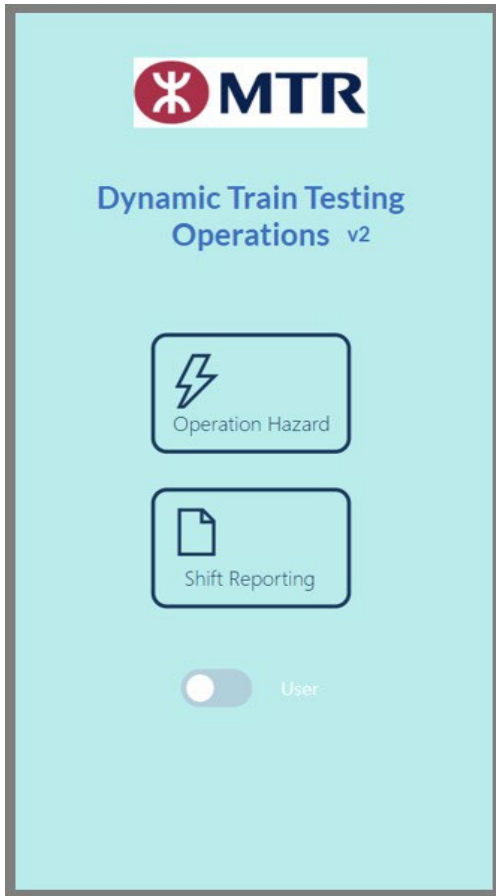 MTR
Dynamic Train Testing
Operations v2
Operation Hazard
Shift Reporting
User